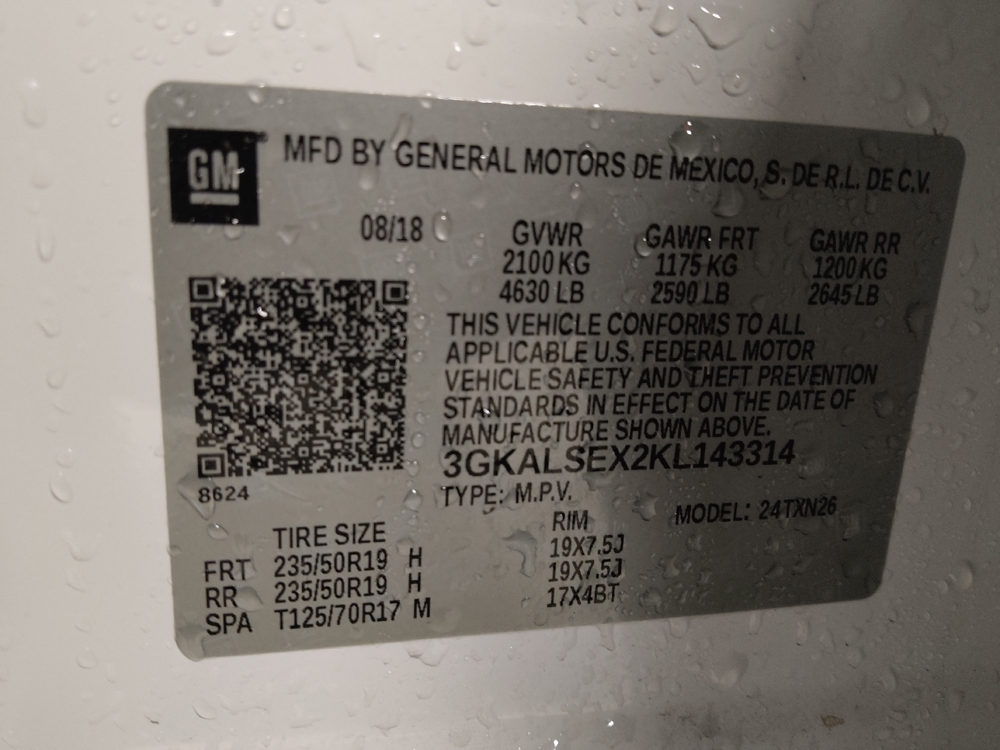 GM MFD BY GENERAL MOTORS DE MEXICO, S. DE R.L. DE C.V.
08/18 GVWR GAWR FRT GAWR RR
2100 KG 1175 KG 1200 KG
4630 LB 2590 LB 2645 LB
THIS VEHICLE CONFORMS TO ALL
APPLICABLE U.S. FEDERAL MOTOR
VEHICLE SAFETY AND THEFT PREVENTION
STANDARDS IN EFFECT ON THE DATE OF
MANUFACTURE SHOWN ABOVE.
3GKALSEX2KL143314
8624
TYPE: M.P.V. MODEL: 24TXN26
TIRE SIZE RIM
FRT 235/50R19 H 19X7.5J
RR 235/50R19 H 19X7.5J
SPA T125/70R17 M 17X4BT